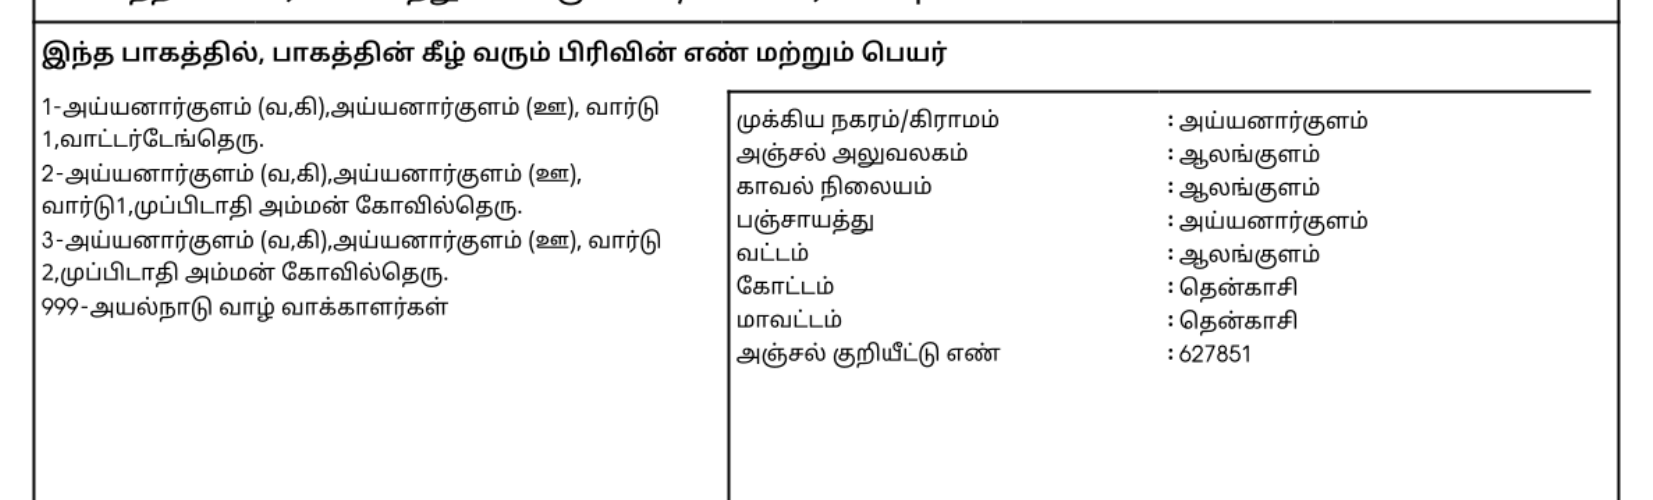 இந்த பாகத்தில், பாகத்தின் கீழ் வரும் பிரிவின் எண் மற்றும் பெயர்
1-அய்யனார்குளம் (வ,கி),அய்யனார்குளம் (ஊ), வார்டு
1,வாட்டர்டேங்தெரு.
2-அய்யனார்குளம் (வ,கி),அய்யனார்குளம் (ஊ),
வார்டு1,முப்பிடாதி அம்மன் கோவில்தெரு.
3-அய்யனார்குளம் (வ,கி),அய்யனார்குளம் (ஊ), வார்டு
2,முப்பிடாதி அம்மன் கோவில்தெரு.
999-அயல்நாடு வாழ் வாக்காளர்கள்
முக்கிய நகரம்/கிராமம் : அய்யனார்குளம்
அஞ்சல் அலுவலகம் : ஆலங்குளம்
காவல் நிலையம் : ஆலங்குளம்
பஞ்சாயத்து : அய்யனார்குளம்
வட்டம் : ஆலங்குளம்
கோட்டம் : தென்காசி
மாவட்டம் : தென்காசி
அஞ்சல் குறியீட்டு எண் : 627851